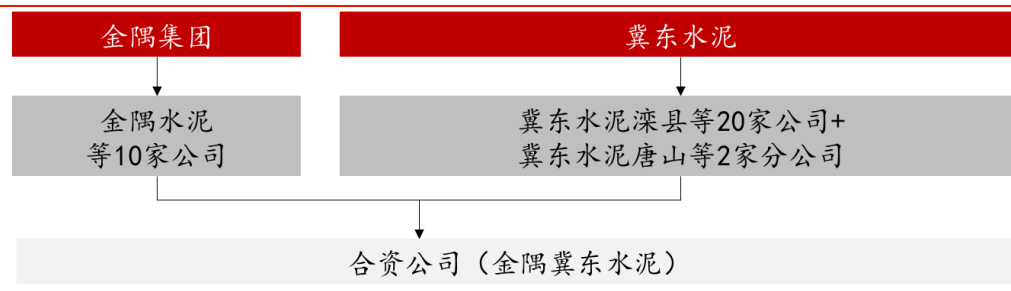 金隅集团
冀东水泥
金隅水泥
等10家公司
冀东水泥滦县等20家公司+
冀东水泥唐山等2家分公司
合资公司（金隅冀东水泥）